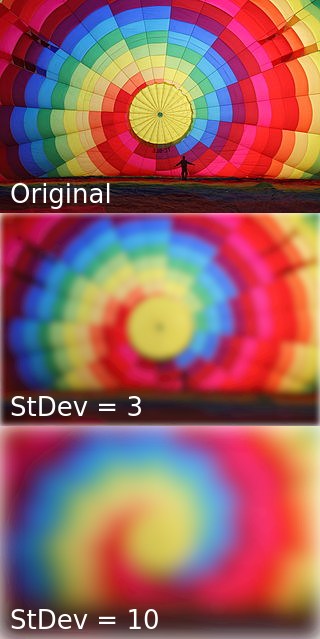 Original
StDev = 3
StDev = 10